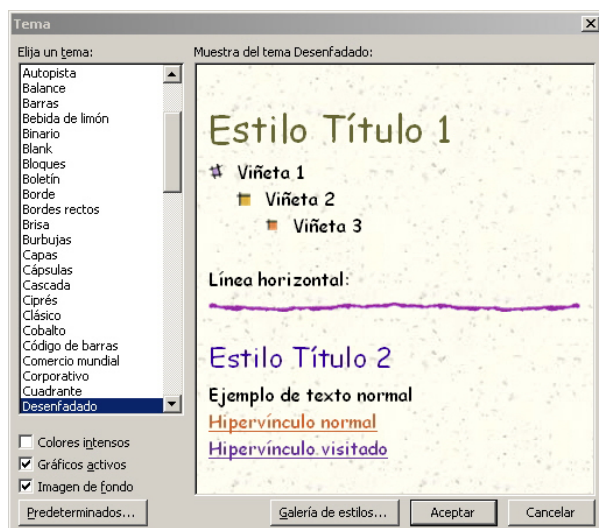 Tema
Elija un tema:
Autopista
Balance
Barras
Bebida de limón
Binario
Blank
Bloques
Boletín
Borde
Bordes rectos
Brisa
Burbujas
Capas
Cápsulas
Cascada
Ciprés
Clásico
Cobalto
Código de barras
Comercio mundial
Corporativo
Cuadrante
Desenfadado
Colores intensos
Gráficos activos
Imagen de fondo
Predeterminados...
Muestra del tema Desenfadado:
Estilo Título 1
Viñeta 1
Viñeta 2
Viñeta 3
Línea horizontal:
Estilo Título 2
Ejemplo de texto normal
Hipervínculo normal
Hipervínculo visitado
Galería de estilos...
Aceptar
Cancelar